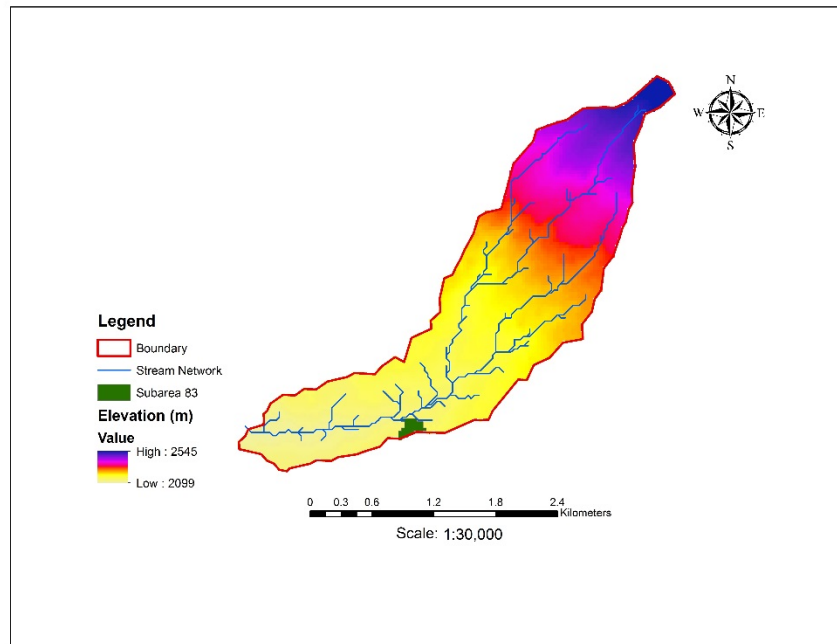 N
W E
S
Legend
Boundary
Stream Network
Subarea 83
Elevation (m)
Value
High : 2545
Low : 2099
0 0.3 0.6 1.2 1.8 2.4
Kilometers
Scale: 1:30,000